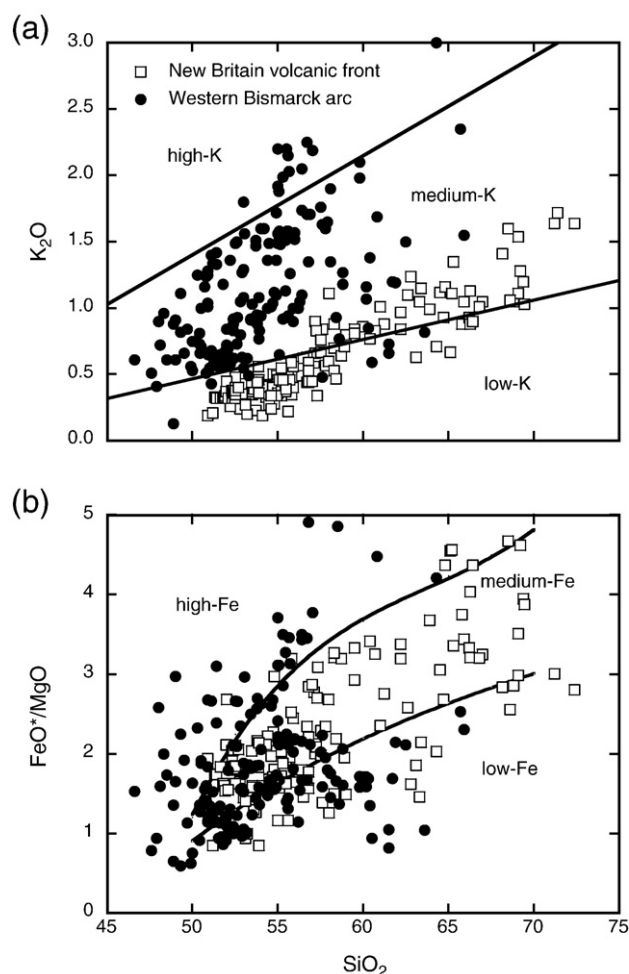 (a)
3.0
2.5
2.0
1.5
1.0
0.5
0.0
K₂O
New Britain volcanic front
Western Bismarck arc
high-K
medium-K
low-K
(b)
5
4
3
2
1
0
FeO*/MgO
high-Fe
medium-Fe
low-Fe
45 50 55 60 65 70 75
SiO₂